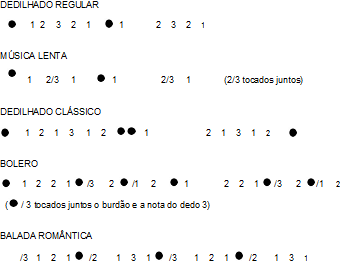 DEDILHADO REGULAR
● 1 2 3 2 1 ● 1 2 3 2 1
MÚSICA LENTA
● 1 2/3 1 ● 1 2/3 1 (2/3 tocados juntos)
DEDILHADO CLÁSSICO
● 1 2 1 3 1 2 ●● 1 2 1 3 1 2 ●
BOLERO
● 1 2 2 1 ●/3 2 ●/1 2 ● 1 2 2 1 ●/3 2 ●/1 2
(● / 3 tocados juntos o burdão e a nota do dedo 3)
BALADA ROMÂNTICA
/3 1 2 1 ●/2 1 3 1 ●/3 1 2 1 ●/2 1 3 1